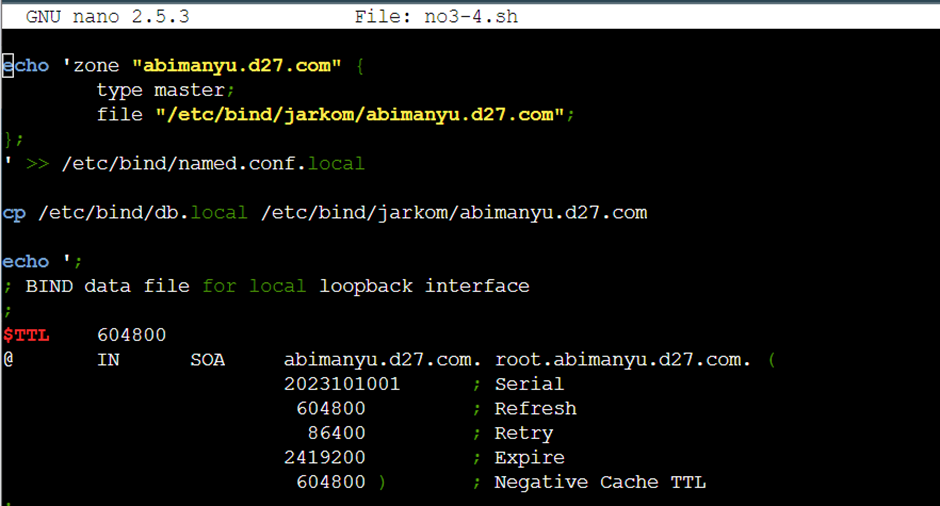 GNU nano 2.5.3 File: no3-4.sh
echo 'zone "abimanyu.d27.com" {
type master;
file "/etc/bind/jarkom/abimanyu.d27.com";
};
' >> /etc/bind/named.conf.local
cp /etc/bind/db.local /etc/bind/jarkom/abimanyu.d27.com
echo ';
; BIND data file for local loopback interface
;
$TTL 604800
@ IN SOA abimanyu.d27.com. root.abimanyu.d27.com. (
2023101001 ; Serial
604800 ; Refresh
86400 ; Retry
2419200 ; Expire
604800 ) ; Negative Cache TTL